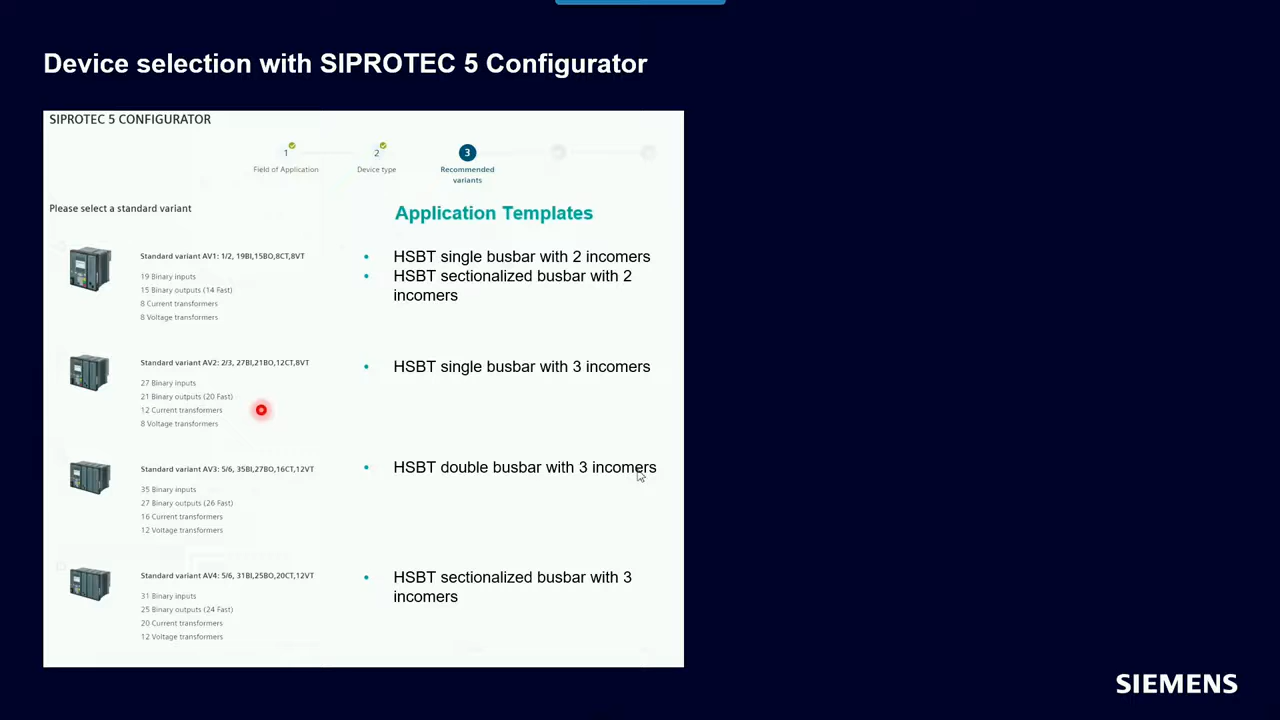 Device selection with SIPROTEC 5 Configurator
SIPROTEC 5 CONFIGURATOR
1
2
3
Field of Application
Device type
Recommended
variants
Please select a standard variant
Application Templates
Standard variant AV1: 1/2, 19BI,15BO,8CT,8VT
19 Binary inputs
15 Binary outputs (14 Fast)
8 Current transformers
8 Voltage transformers
• HSBT single busbar with 2 incomers
• HSBT sectionalized busbar with 2
incomers
Standard variant AV2: 2/3, 27BI,21BO,12CT,8VT
27 Binary inputs
21 Binary outputs (20 Fast)
12 Current transformers
8 Voltage transformers
• HSBT single busbar with 3 incomers
Standard variant AV3: 5/6, 35BI,27BO,16CT,12VT
35 Binary inputs
27 Binary outputs (26 Fast)
16 Current transformers
12 Voltage transformers
• HSBT double busbar with 3 incomers
Standard variant AV4: 5/6, 31BI,25BO,20CT,12VT
31 Binary inputs
25 Binary outputs (24 Fast)
20 Current transformers
12 Voltage transformers
• HSBT sectionalized busbar with 3
incomers
SIEMENS